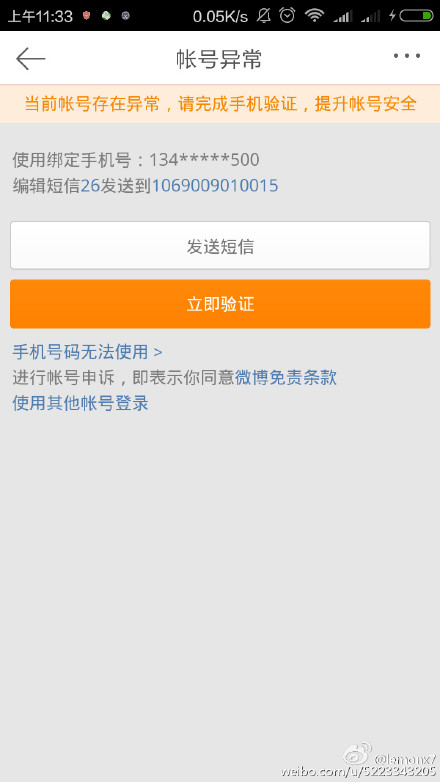 上午11:33
0.05K/s
帐号异常
当前帐号存在异常，请完成手机验证，提升帐号安全
使用绑定手机号：134*****500
编辑短信26发送到1069009010015
发送短信
立即验证
手机号码无法使用 >
进行帐号申诉，即表示你同意微博免责条款
使用其他帐号登录
@lemonx7
weibo.com/u/5223343205